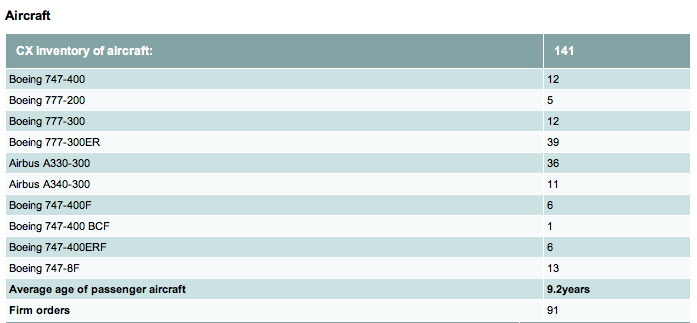 Aircraft
CX Inventory of aircraft: 141
Boeing 747-400 12
Boeing 777-200 5
Boeing 777-300 12
Boeing 777-300ER 39
Airbus A330-300 36
Airbus A340-300 11
Boeing 747-400F 6
Boeing 747-400 BCF 1
Boeing 747-400ERF 6
Boeing 747-8F 13
Average age of passenger aircraft 9.2years
Firm orders 91